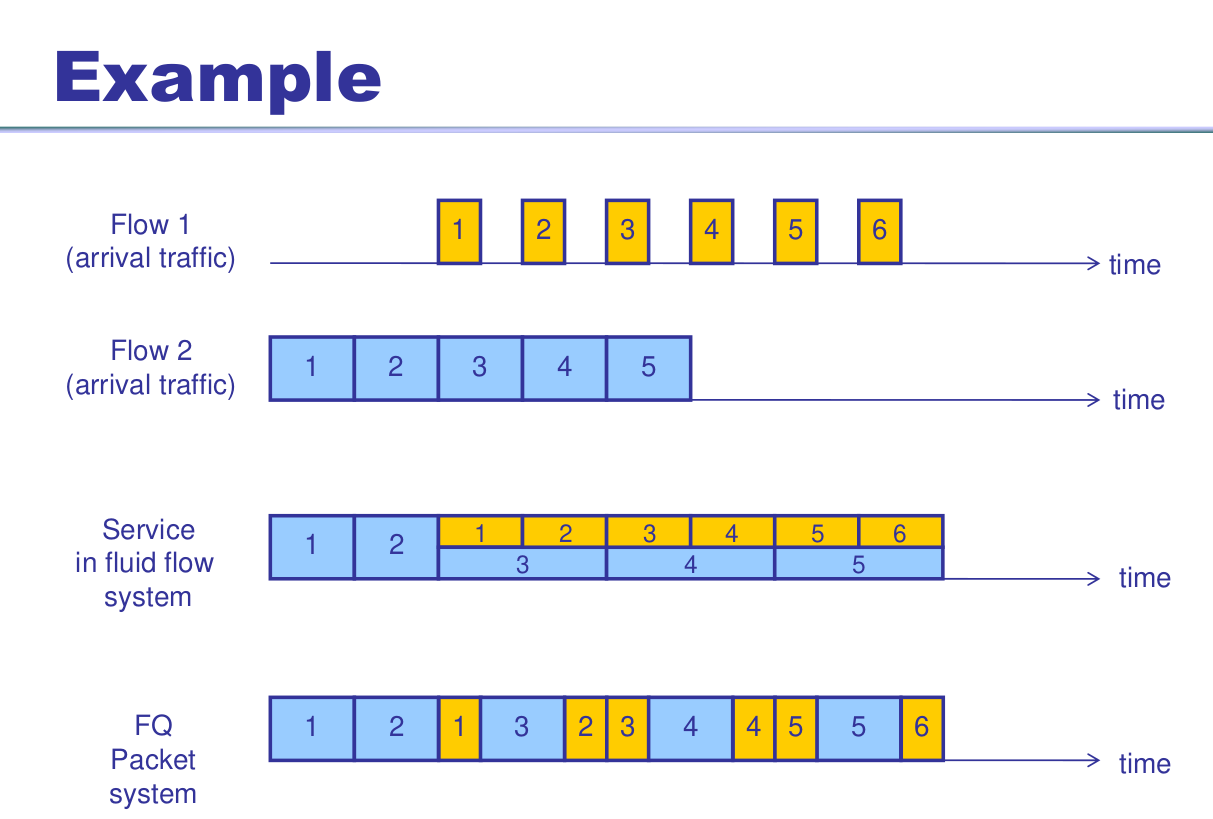 Example
Flow 1
(arrival traffic)
1 2 3 4 5 6
time
Flow 2
(arrival traffic)
1 2 3 4 5
time
Service
in fluid flow
system
1 2
1 2 3 4 5 6
3 4 5
time
FQ
Packet
system
1 2 1 3 2 3 4 4 5 5 6
time